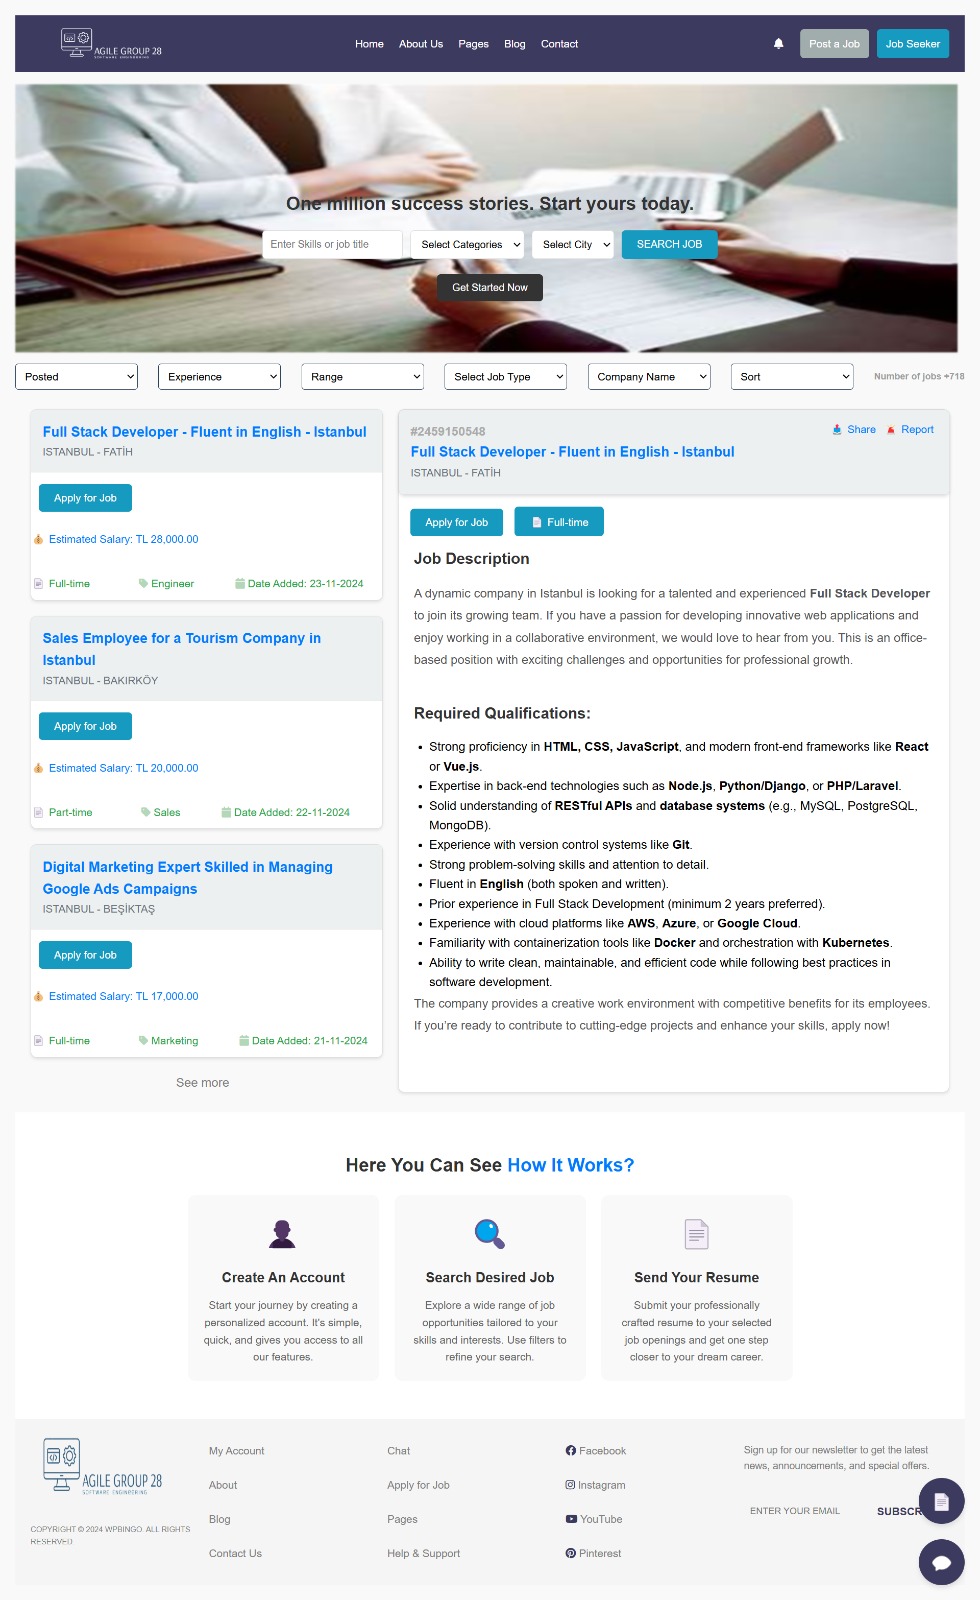 AGILE GROUP 28
SOFTWARE ENGINEERING
Home About Us Pages Blog Contact
Post a Job
Job Seeker
One million success stories. Start yours today.
Enter Skills or job title
Select Categories
Select City
SEARCH JOB
Get Started Now
Posted
Experience
Range
Select Job Type
Company Name
Sort
Number of jobs +718
Full Stack Developer - Fluent in English - Istanbul
ISTANBUL - FATİH
Apply for Job
Estimated Salary: TL 28,000.00
Full-time Engineer Date Added: 23-11-2024
Sales Employee for a Tourism Company in
Istanbul
ISTANBUL - BAKIRKÖY
Apply for Job
Estimated Salary: TL 20,000.00
Part-time Sales Date Added: 22-11-2024
Digital Marketing Expert Skilled in Managing
Google Ads Campaigns
ISTANBUL - BEŞİKTAŞ
Apply for Job
Estimated Salary: TL 17,000.00
Full-time Marketing Date Added: 21-11-2024
See more
#2459150548
Share Report
Full Stack Developer - Fluent in English - Istanbul
ISTANBUL - FATİH
Apply for Job
Full-time
Job Description
A dynamic company in Istanbul is looking for a talented and experienced Full Stack Developer
to join its growing team. If you have a passion for developing innovative web applications and
enjoy working in a collaborative environment, we would love to hear from you. This is an office-
based position with exciting challenges and opportunities for professional growth.
Required Qualifications:
• Strong proficiency in HTML, CSS, JavaScript, and modern front-end frameworks like React
or Vue.js.
• Expertise in back-end technologies such as Node.js, Python/Django, or PHP/Laravel.
• Solid understanding of RESTful APIs and database systems (e.g., MySQL, PostgreSQL,
MongoDB).
• Experience with version control systems like Git.
• Strong problem-solving skills and attention to detail.
• Fluent in English (both spoken and written).
• Prior experience in Full Stack Development (minimum 2 years preferred).
• Experience with cloud platforms like AWS, Azure, or Google Cloud.
• Familiarity with containerization tools like Docker and orchestration with Kubernetes.
• Ability to write clean, maintainable, and efficient code while following best practices in
software development.
The company provides a creative work environment with competitive benefits for its employees.
If you're ready to contribute to cutting-edge projects and enhance your skills, apply now!
Here You Can See How It Works?
Create An Account
Start your journey by creating a
personalized account. It's simple,
quick, and gives you access to all
our features.
Search Desired Job
Explore a wide range of job
opportunities tailored to your
skills and interests. Use filters to
refine your search.
Send Your Resume
Submit your professionally
crafted resume to your selected
job openings and get one step
closer to your dream career.
AGILE GROUP 28
SOFTWARE ENGINEERING
COPYRIGHT © 2024 WPBINGO. ALL RIGHTS
RESERVED
My Account
About
Blog
Contact Us
Chat
Apply for Job
Pages
Help & Support
Facebook
Instagram
YouTube
Pinterest
Sign up for our newsletter to get the latest
news, announcements, and special offers.
ENTER YOUR EMAIL
SUBSCR